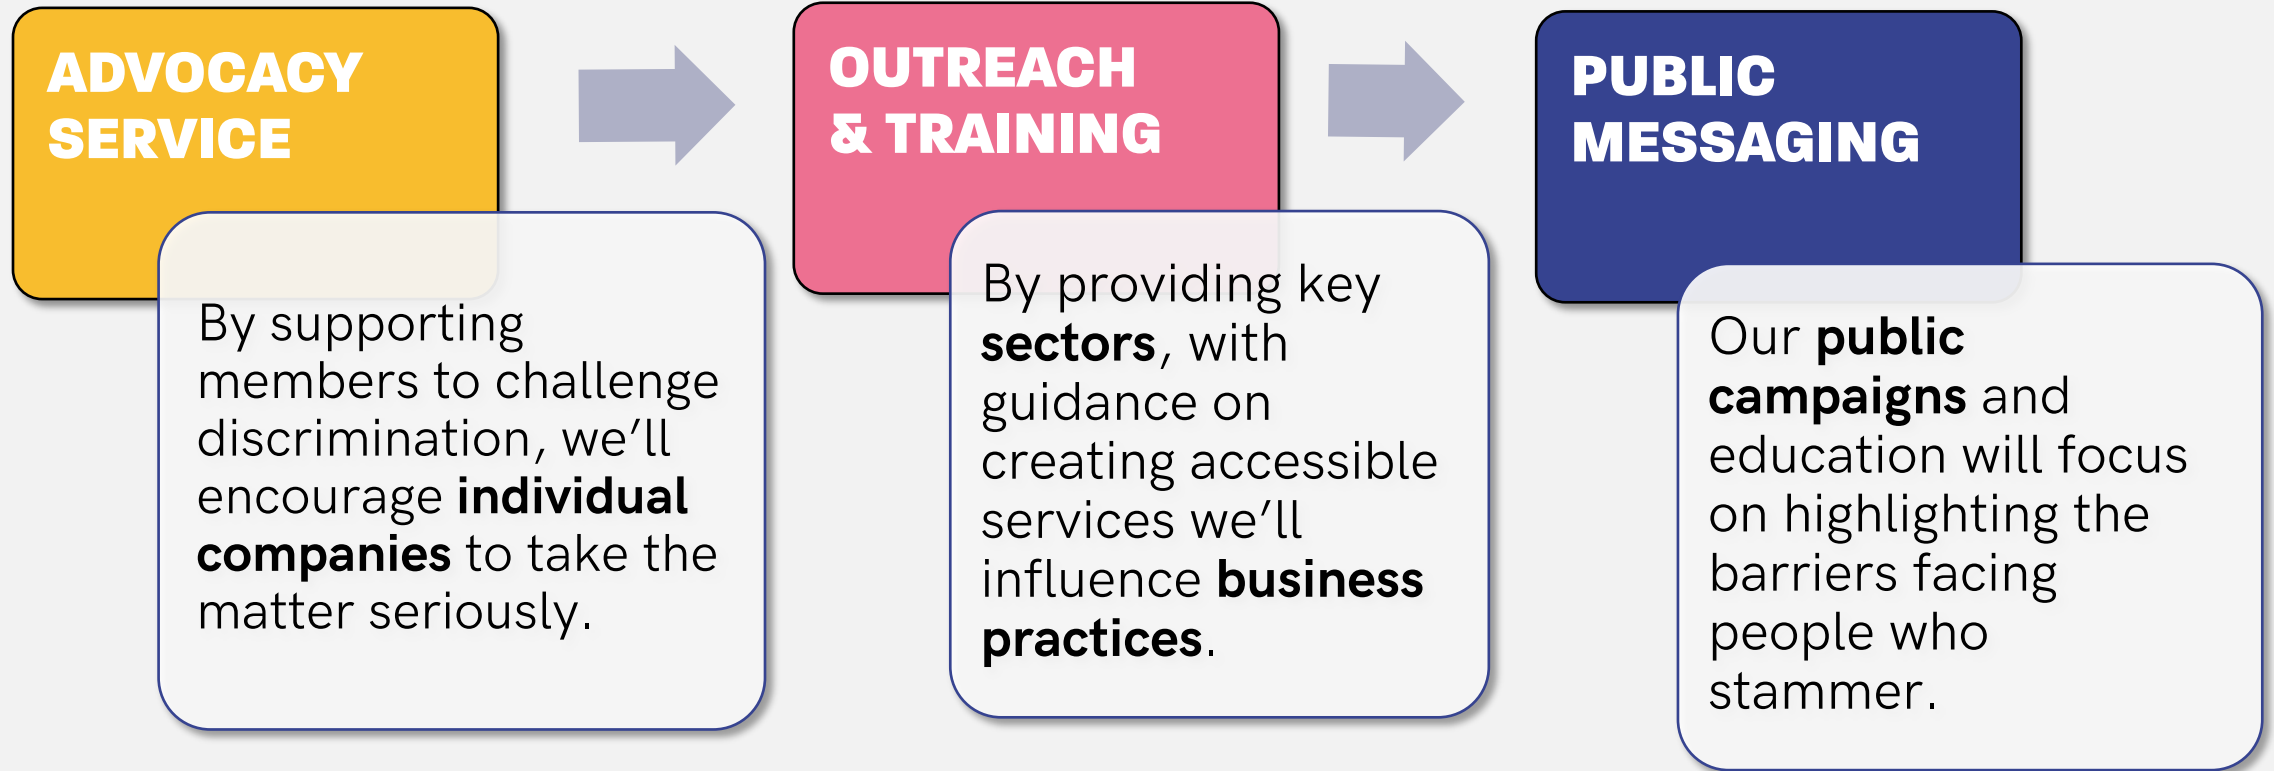 ADVOCACY
SERVICE
By supporting
members to challenge
discrimination, we’ll
encourage individual
companies to take the
matter seriously.
OUTREACH
& TRAINING
By providing key
sectors, with
guidance on
creating accessible
services we’ll
influence business
practices.
PUBLIC
MESSAGING
Our public
campaigns and
education will focus
on highlighting the
barriers facing
people who
stammer.